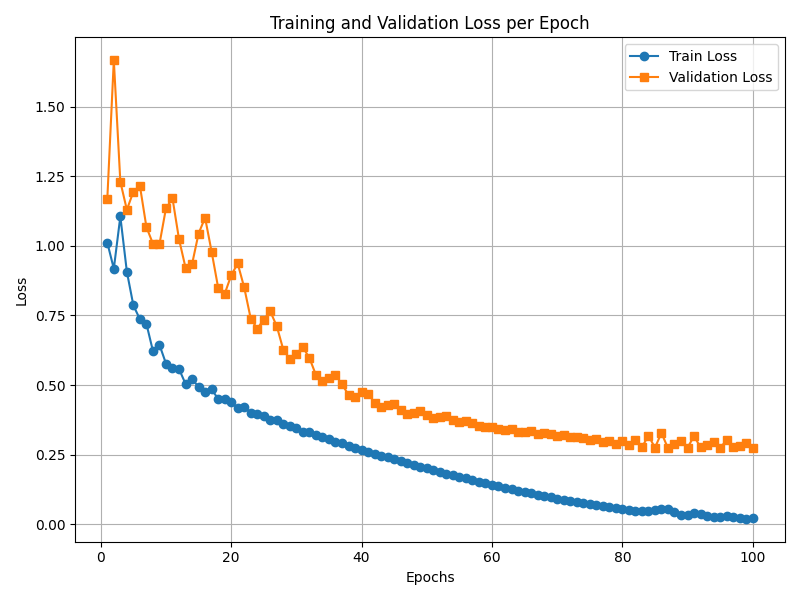 Training and Validation Loss per Epoch
Train Loss
Validation Loss
1.50
1.25
1.00
0.75
0.50
0.25
0.00
Loss
0 20 40 60 80 100
Epochs